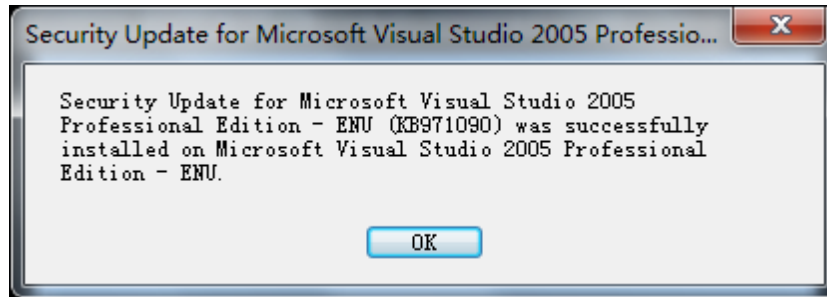 Security Update for Microsoft Visual Studio 2005 Professio...
Security Update for Microsoft Visual Studio 2005
Professional Edition - ENU (KB971090) was successfully
installed on Microsoft Visual Studio 2005 Professional
Edition - ENU.
OK